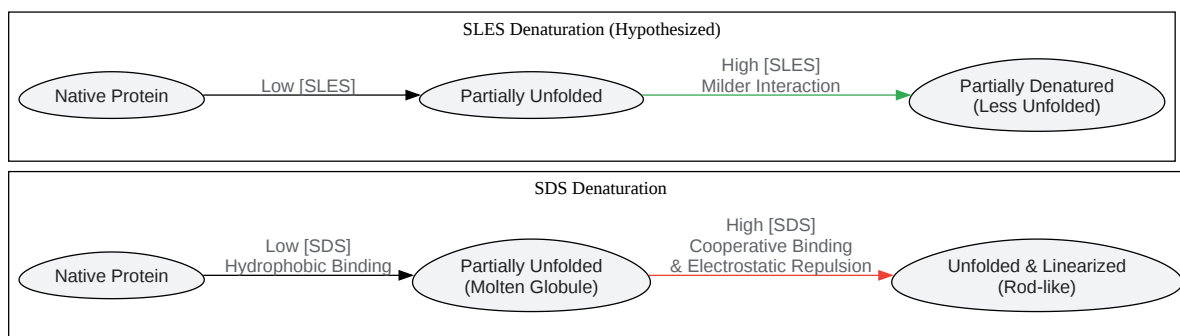 SLES Denaturation (Hypothesized)
Native Protein
Low [SLES]
Partially Unfolded
High [SLES]
Milder Interaction
Partially Denatured
(Less Unfolded)
SDS Denaturation
Native Protein
Low [SDS]
Hydrophobic Binding
Partially Unfolded
(Molten Globule)
High [SDS]
Cooperative Binding
& Electrostatic Repulsion
Unfolded & Linearized
(Rod-like)